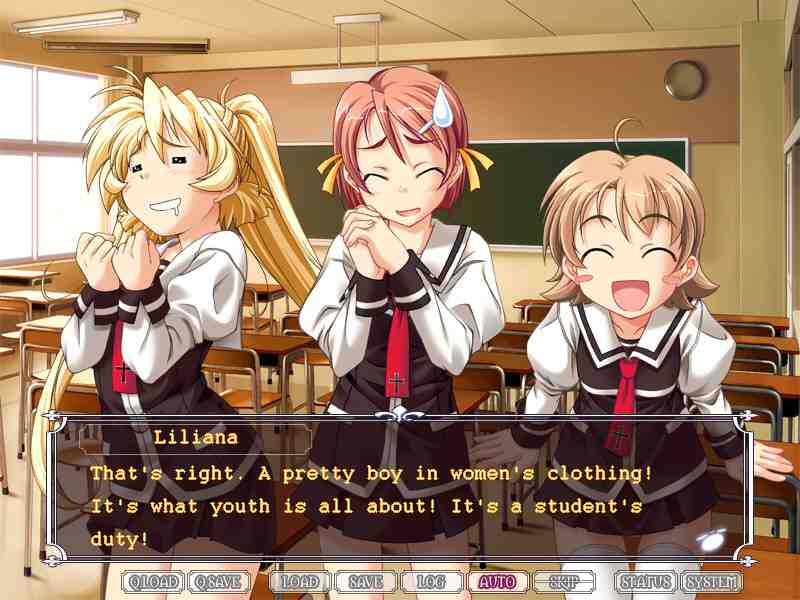 Liliana
That's right. A pretty boy in women's clothing!
It's what youth is all about! It's a student's
duty!
Q.LOAD Q.SAVE LOAD SAVE LOG AUTO SKIP STATUS SYSTEM